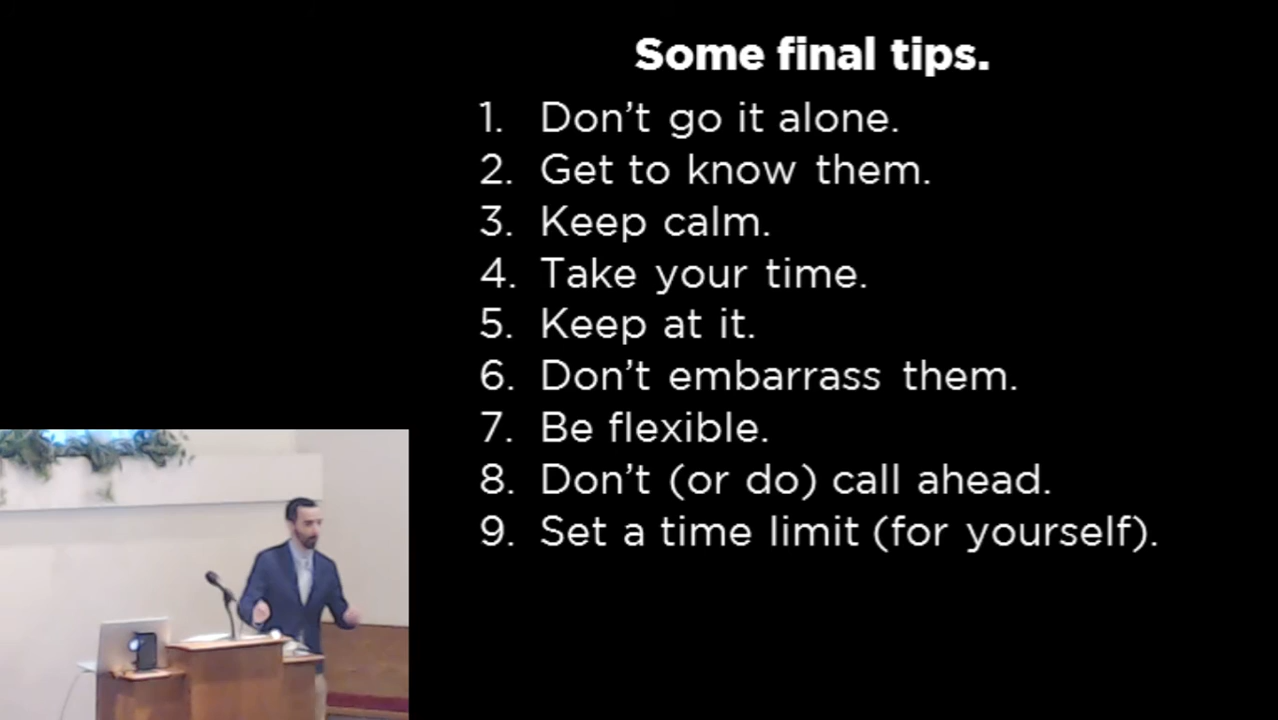 Some final tips.
1. Don't go it alone.
2. Get to know them.
3. Keep calm.
4. Take your time.
5. Keep at it.
6. Don't embarrass them.
7. Be flexible.
8. Don't (or do) call ahead.
9. Set a time limit (for yourself).